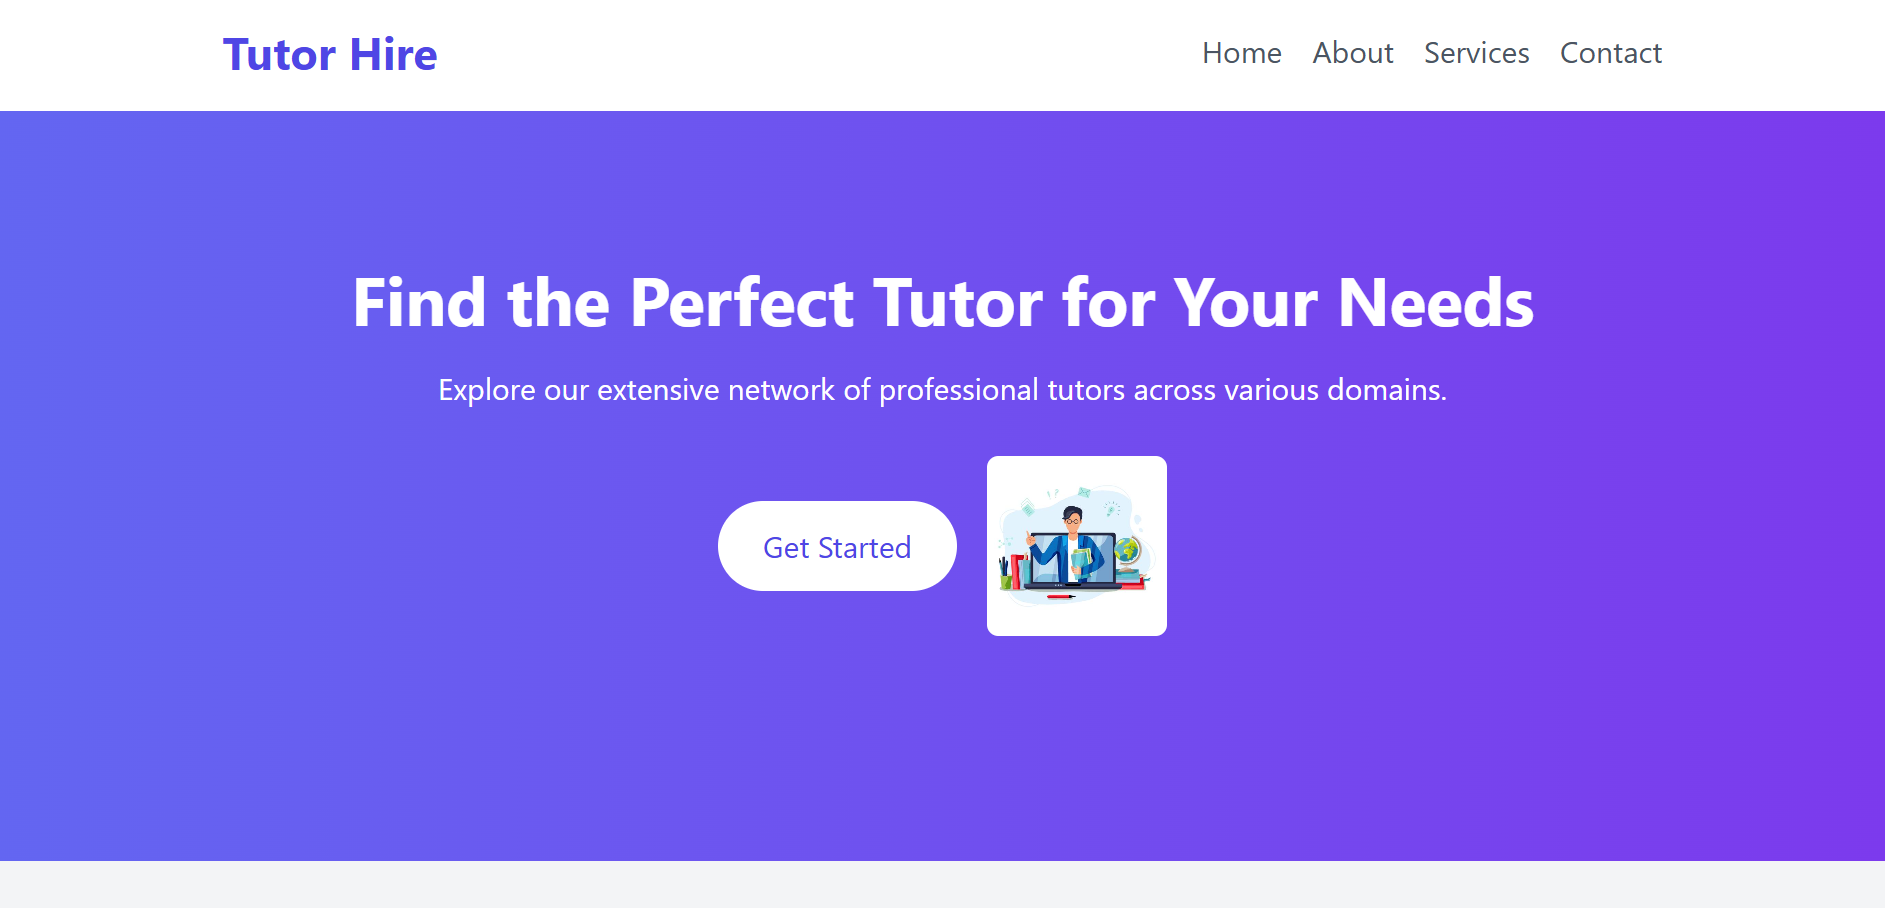 Tutor Hire
Home About Services Contact
Find the Perfect Tutor for Your Needs
Explore our extensive network of professional tutors across various domains.
Get Started